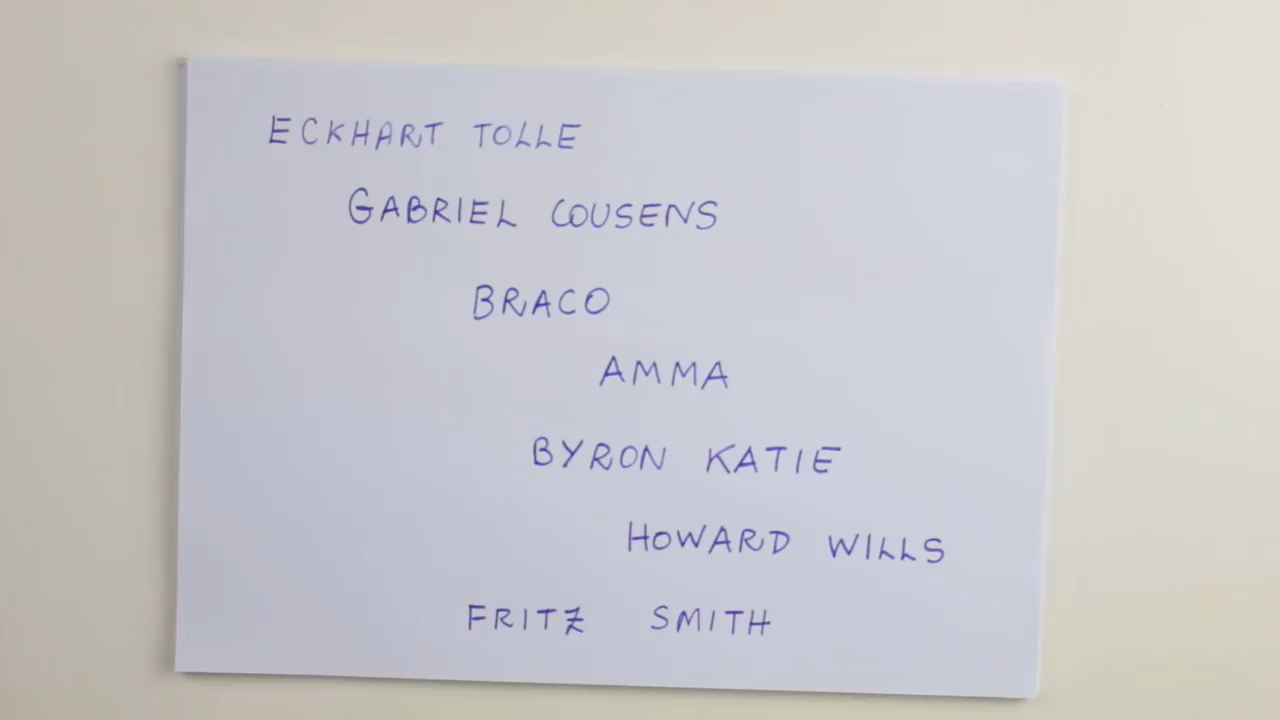 ECKHART TOLLE
GABRIEL COUSENS
BRACO
AMMA
BYRON KATIE
HOWARD WILLS
FRITZ SMITH